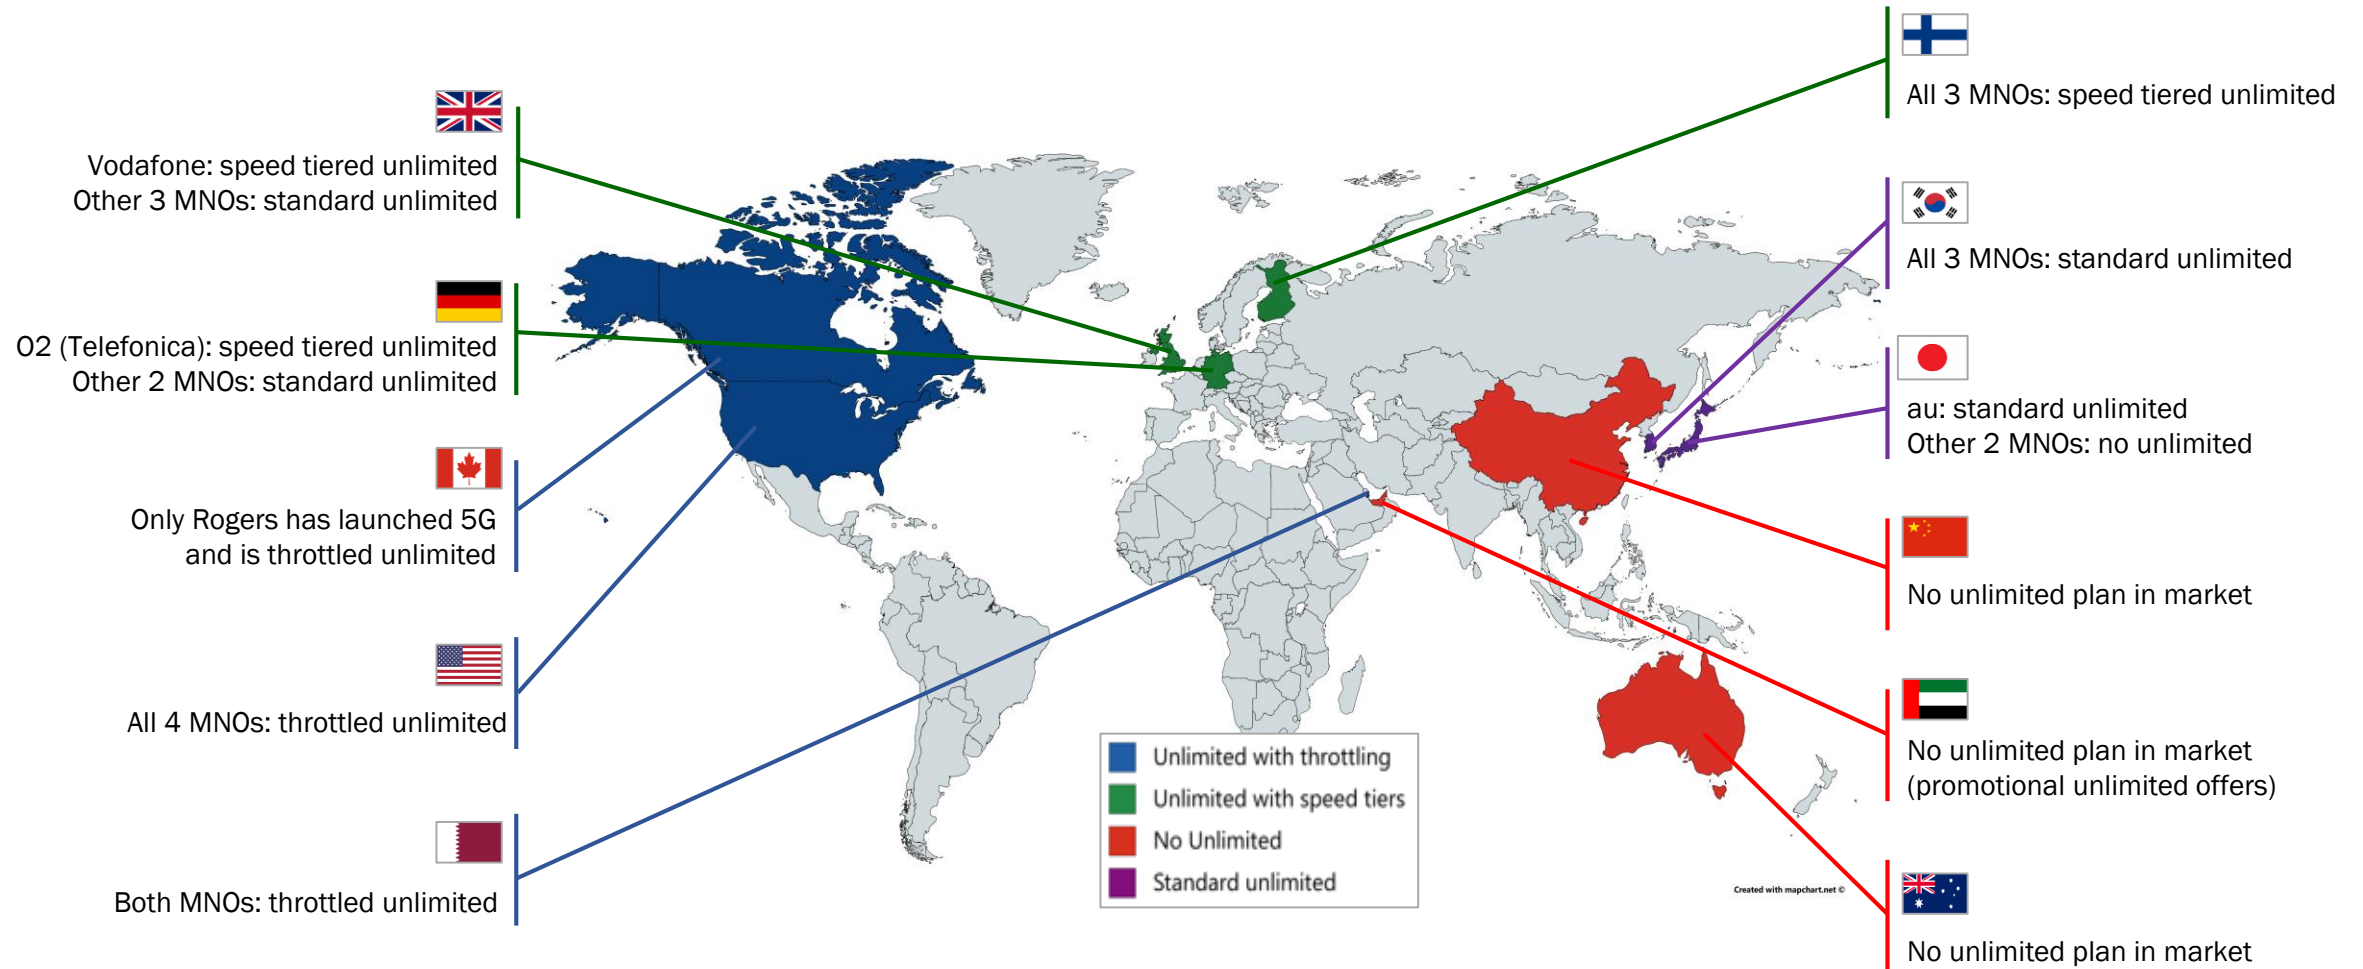 Vodafone: speed tiered unlimited
Other 3 MNOs: standard unlimited
O2 (Telefonica): speed tiered unlimited
Other 2 MNOs: standard unlimited
Only Rogers has launched 5G
and is throttled unlimited
All 4 MNOs: throttled unlimited
Both MNOs: throttled unlimited
All 3 MNOs: speed tiered unlimited
All 3 MNOs: standard unlimited
au: standard unlimited
Other 2 MNOs: no unlimited
No unlimited plan in market
No unlimited plan in market
(promotional unlimited offers)
No unlimited plan in market
Unlimited with throttling
Unlimited with speed tiers
No Unlimited
Standard unlimited
Created with mapchart.net ©